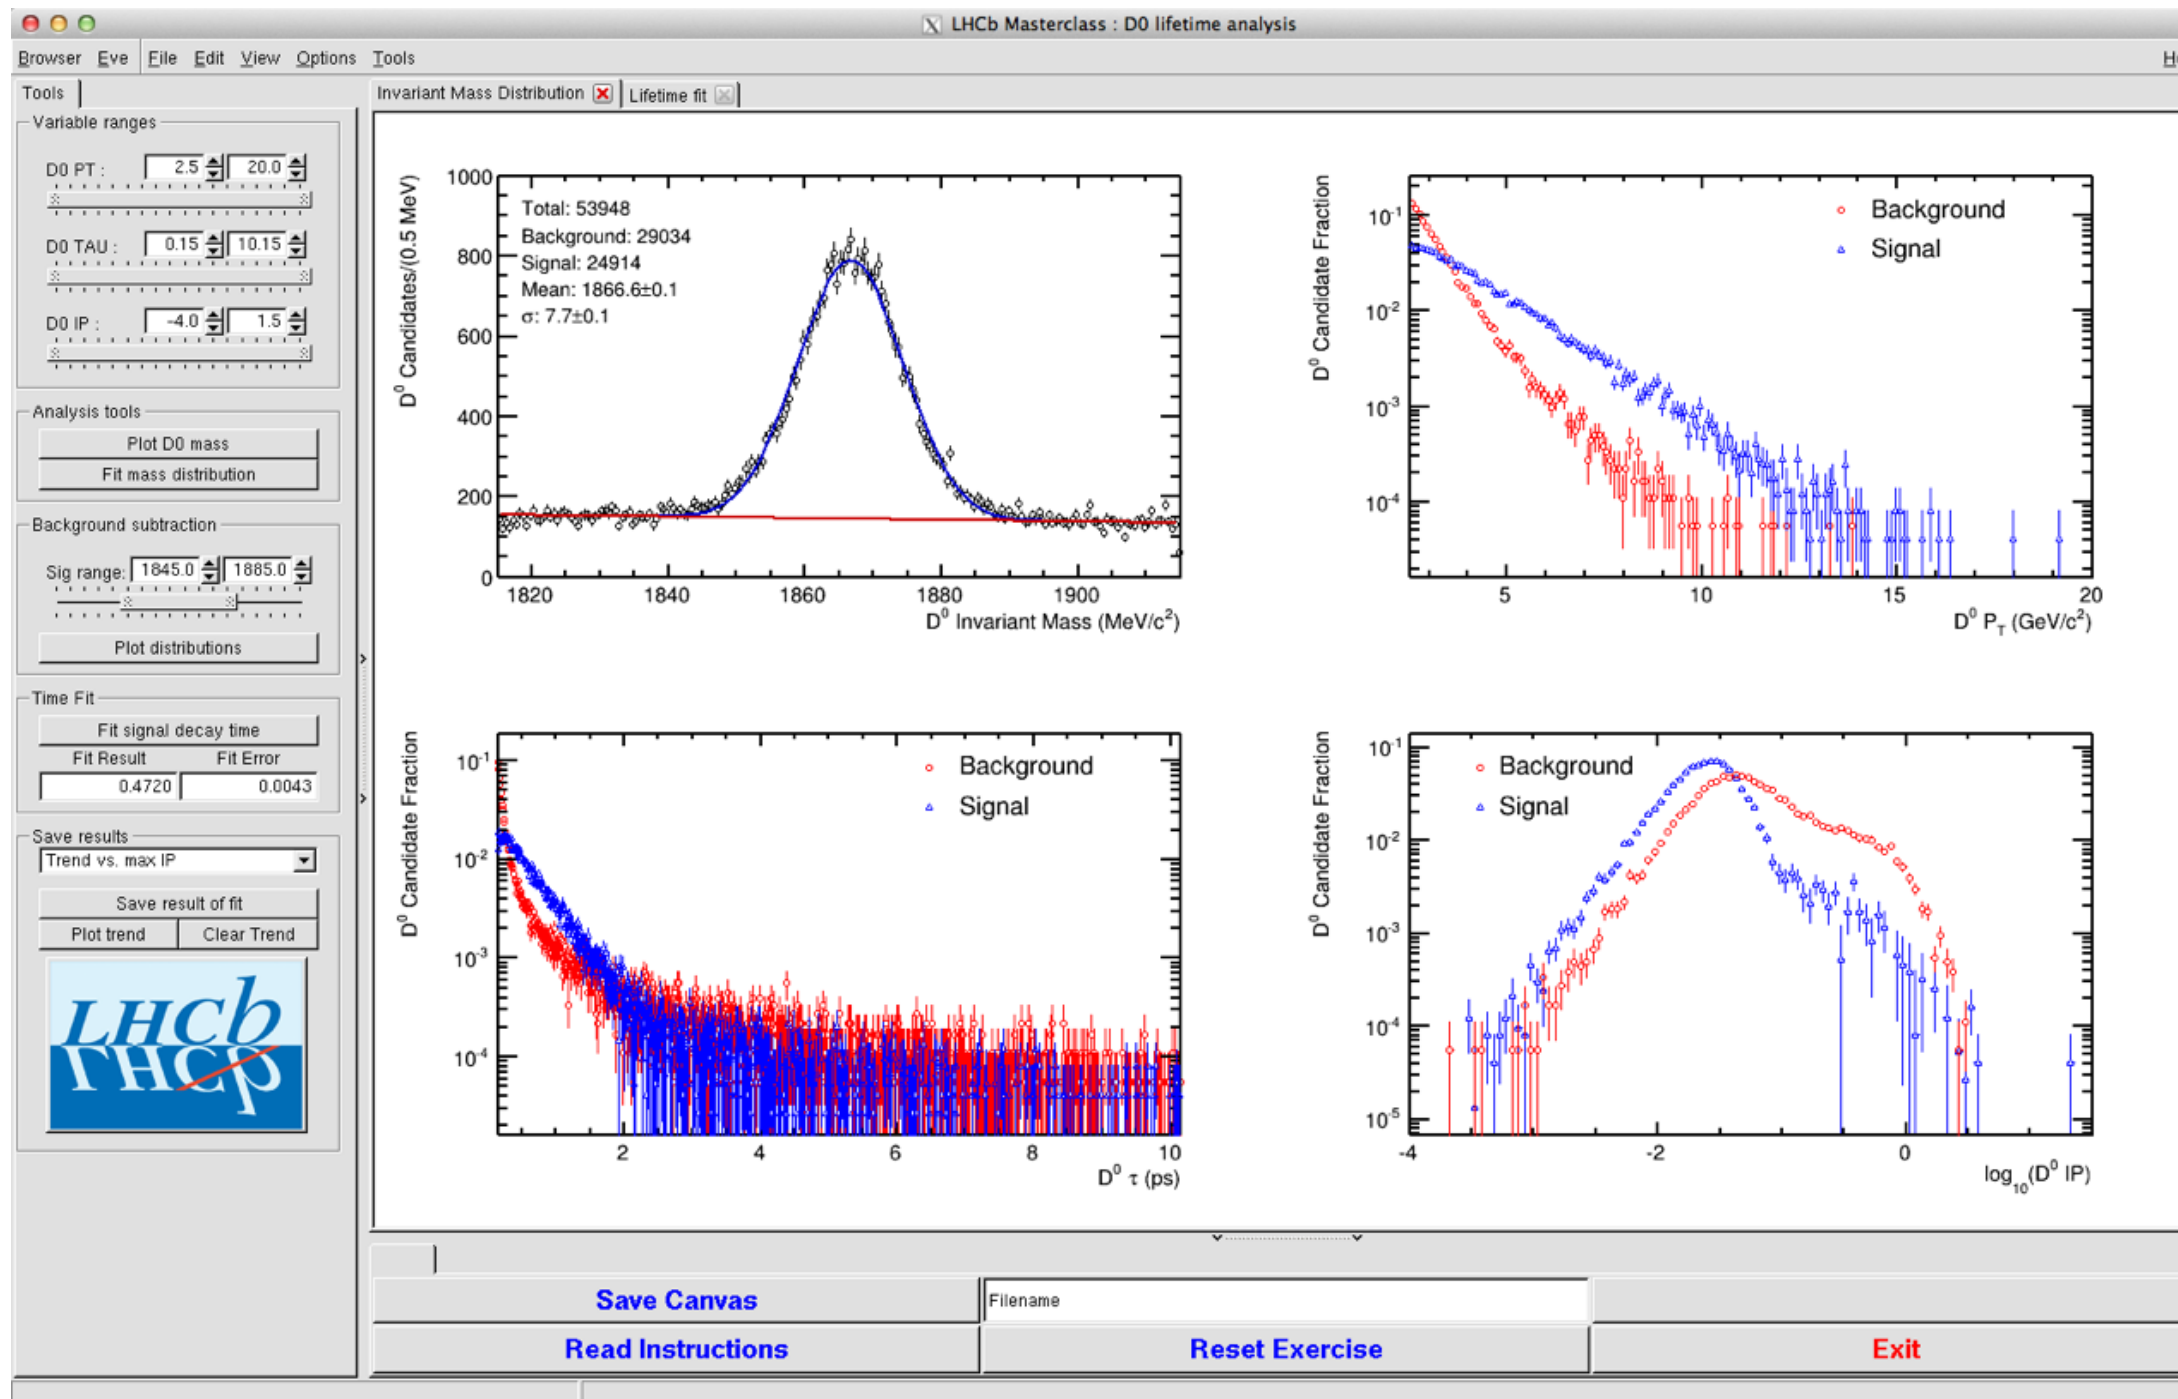 LHCb Masterclass : D0 lifetime analysis
Browser Eve File Edit View Options Tools
Tools
Variable ranges
D0 PT : 2.5 20.0
D0 TAU : 0.15 10.15
D0 IP : -4.0 1.5
Analysis tools
Plot D0 mass
Fit mass distribution
Background subtraction
Sig range: 1845.0 1885.0
Plot distributions
Time Fit
Fit signal decay time
Fit Result Fit Error
0.4720 0.0043
Save results
Trend vs. max IP
Save result of fit
Plot trend Clear Trend
LHCb
LHCb
Invariant Mass Distribution Lifetime fit
D⁰ Candidates/(0.5 MeV)
1000
800
600
400
200
0
Total: 53948
Background: 29034
Signal: 24914
Mean: 1866.6±0.1
σ: 7.7±0.1
1820 1840 1860 1880 1900
D⁰ Invariant Mass (MeV/c²)
D⁰ Candidate Fraction
10⁻¹
10⁻²
10⁻³
10⁻⁴
Background
Signal
5 10 15 20
D⁰ P_T (GeV/c²)
D⁰ Candidate Fraction
10⁻¹
10⁻²
10⁻³
10⁻⁴
Background
Signal
2 4 6 8 10
D⁰ τ (ps)
D⁰ Candidate Fraction
10⁻¹
10⁻²
10⁻³
10⁻⁴
10⁻⁵
Background
Signal
-4 -2 0
log₁₀(D⁰ IP)
Save Canvas Filename
Read Instructions Reset Exercise Exit